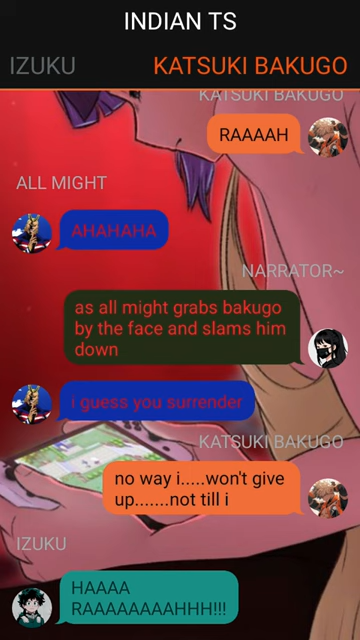 INDIAN TS
IZUKU
KATSUKI BAKUGO
KATSUKI BAKUGO
RAAAAH
ALL MIGHT
AHAHAHA
NARRATOR~
as all might grabs bakugo
by the face and slams him
down
i guess you surrender
KATSUKI BAKUGO
no way i.....won't give
up.......not till i
IZUKU
HAAAA
RAAAAAAAAHHH!!!